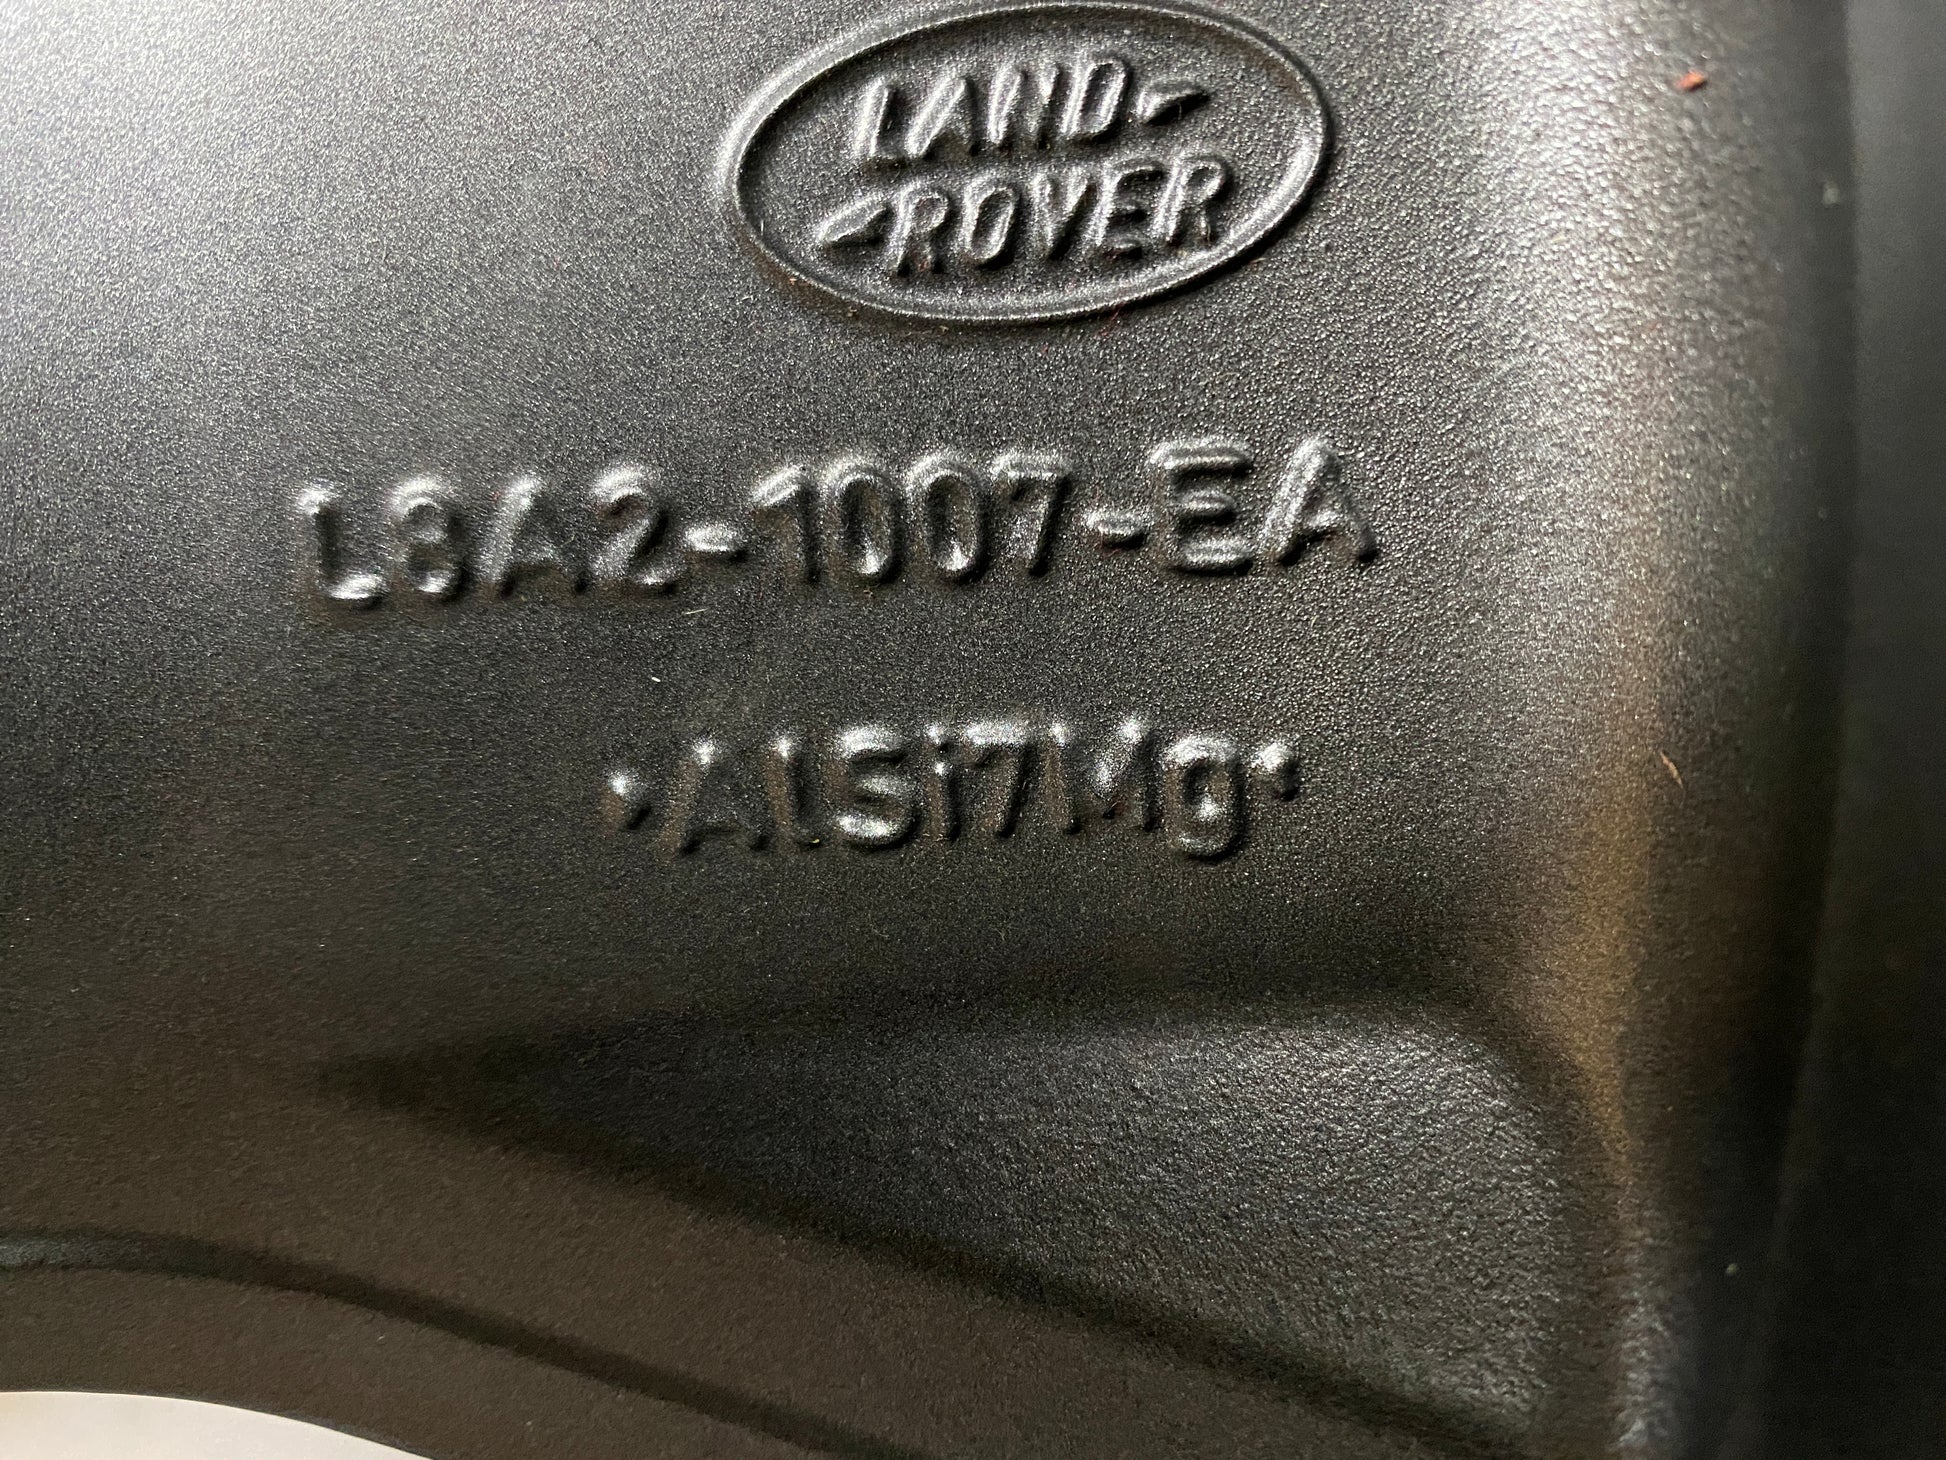 LAND
ROVER
L8A2-1007-EA
•AlSi7Mg•